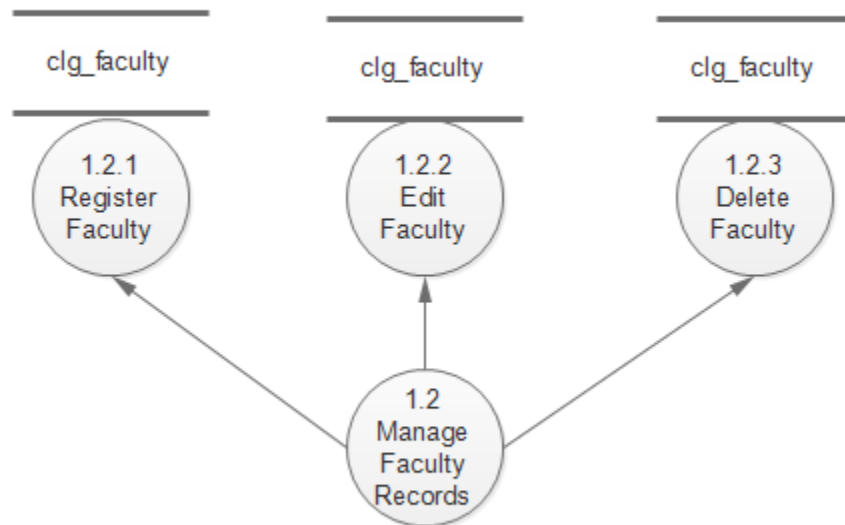 clg_faculty
clg_faculty
clg_faculty
1.2.1
Register
Faculty
1.2.2
Edit
Faculty
1.2.3
Delete
Faculty
1.2
Manage
Faculty
Records